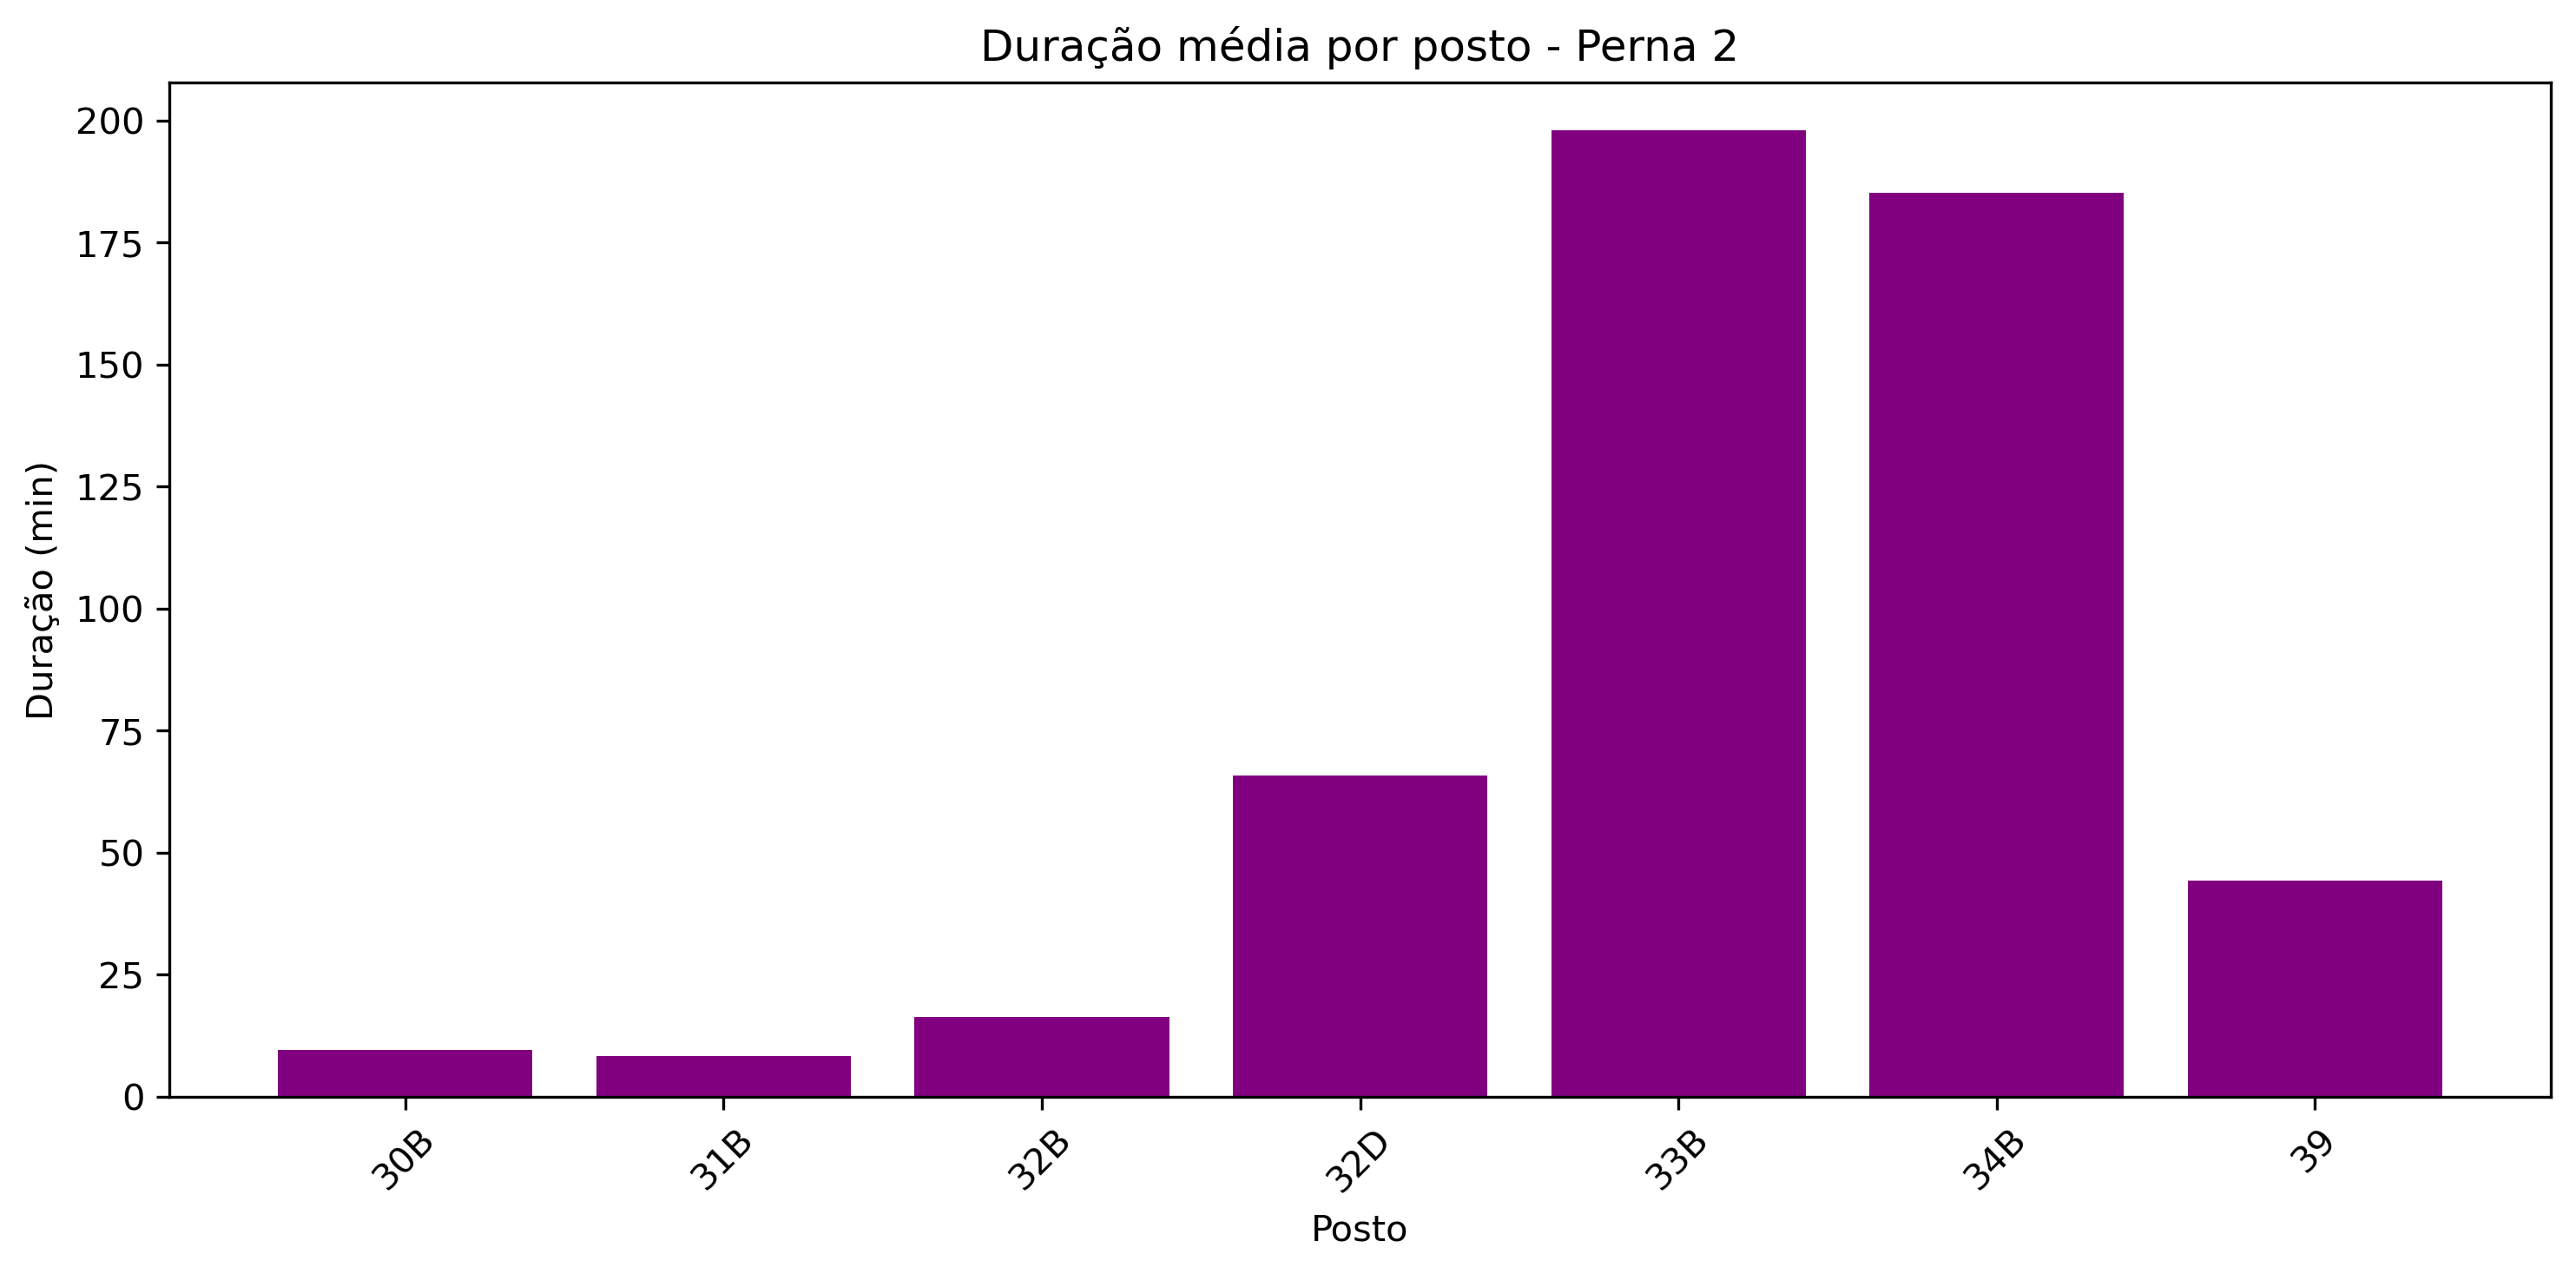 Duração média por posto - Perna 2
Duração (min)
200
175
150
125
100
75
50
25
0
30B
31B
32B
32D
33B
34B
39
Posto